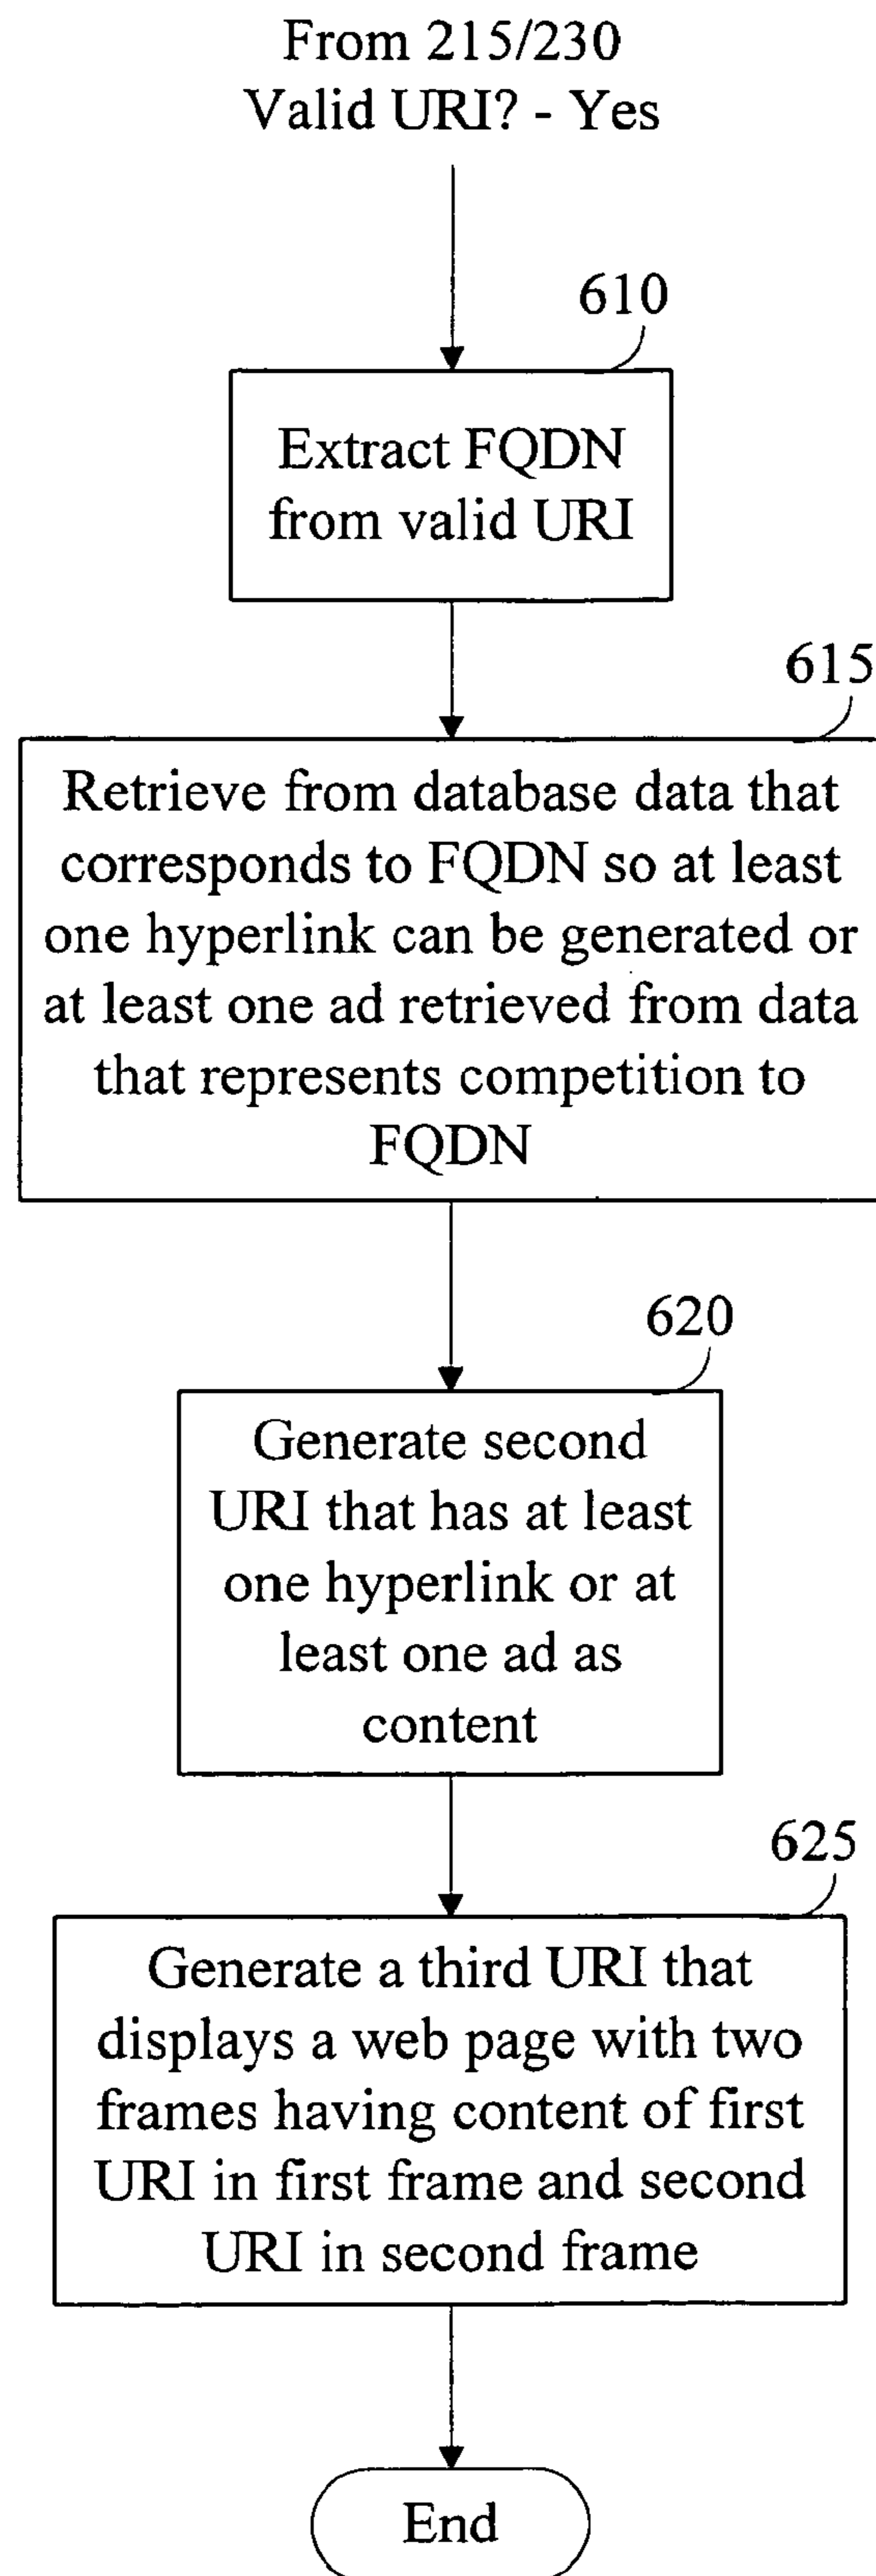 From 215/230
Valid URI? - Yes
610
Extract FQDN
from valid URI
615
Retrieve from database data that
corresponds to FQDN so at least
one hyperlink can be generated or
at least one ad retrieved from data
that represents competition to
FQDN
620
Generate second
URI that has at least
one hyperlink or at
least one ad as
content
625
Generate a third URI that
displays a web page with two
frames having content of first
URI in first frame and second
URI in second frame
End